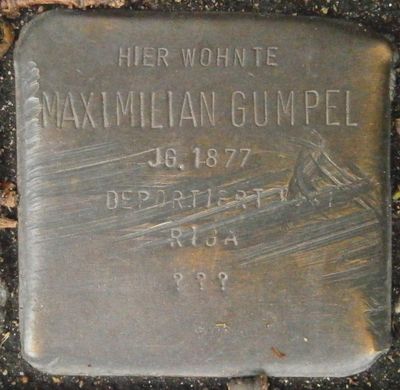 HIER WOHNTE
MAXIMILIAN GUMPEL
JG. 1877
DEPORTIERT
RIGA
???